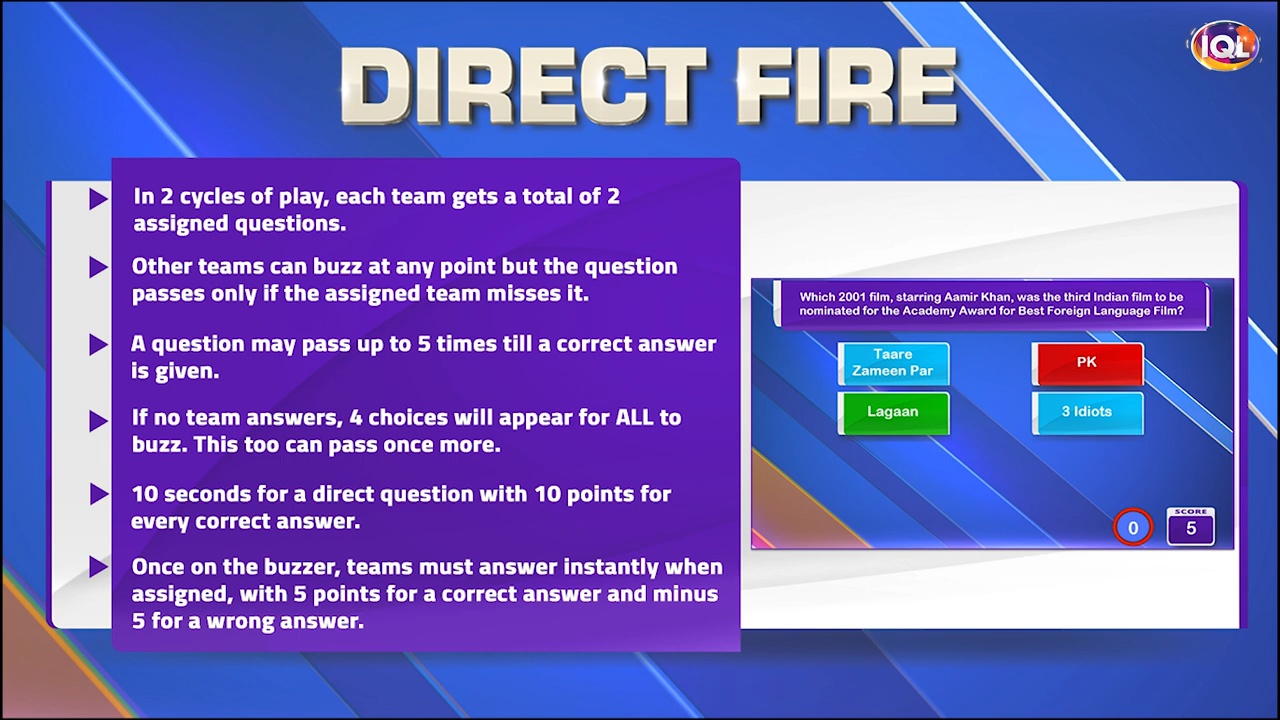 IQL
DIRECT FIRE
In 2 cycles of play, each team gets a total of 2
assigned questions.
Other teams can buzz at any point but the question
passes only if the assigned team misses it.
A question may pass up to 5 times till a correct answer
is given.
If no team answers, 4 choices will appear for ALL to
buzz. This too can pass once more.
10 seconds for a direct question with 10 points for
every correct answer.
Once on the buzzer, teams must answer instantly when
assigned, with 5 points for a correct answer and minus
5 for a wrong answer.
Which 2001 film, starring Aamir Khan, was the third Indian film to be
nominated for the Academy Award for Best Foreign Language Film?
Taare
Zameen Par
PK
Lagaan
3 Idiots
0
SCORE
5